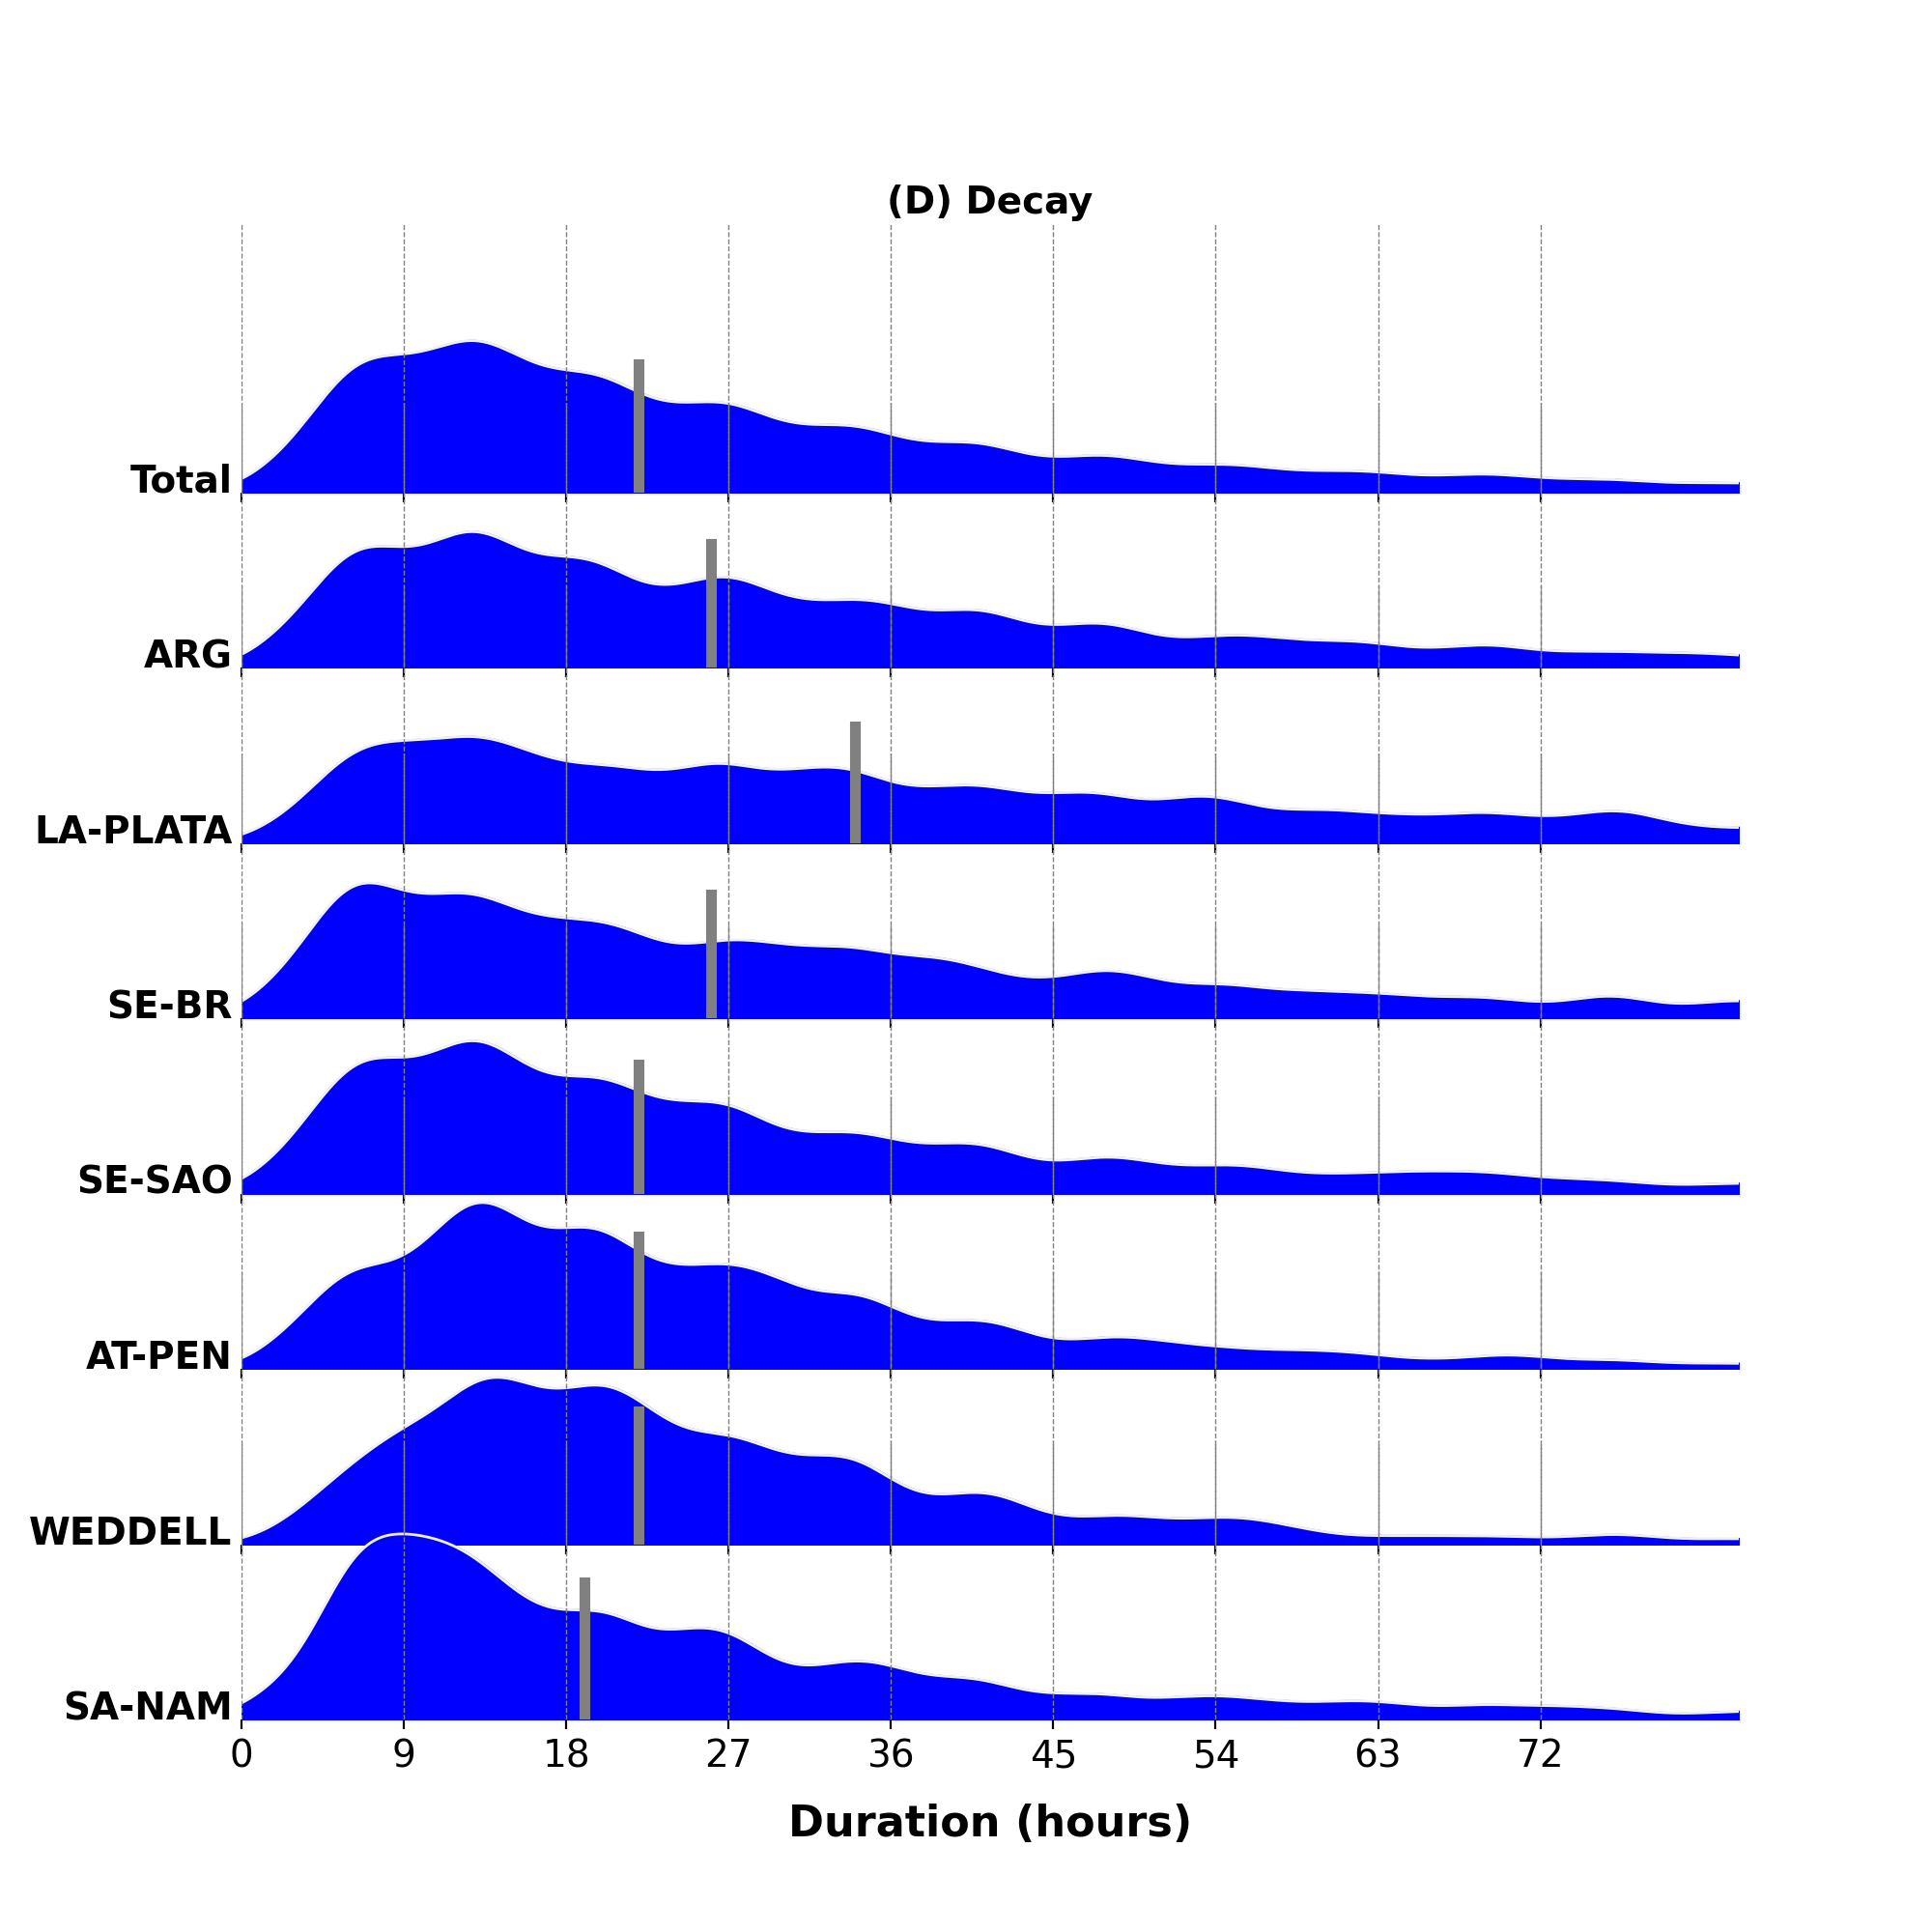 (D) Decay
Total
ARG
LA-PLATA
SE-BR
SE-SAO
AT-PEN
WEDDELL
SA-NAM
0 9 18 27 36 45 54 63 72
Duration (hours)